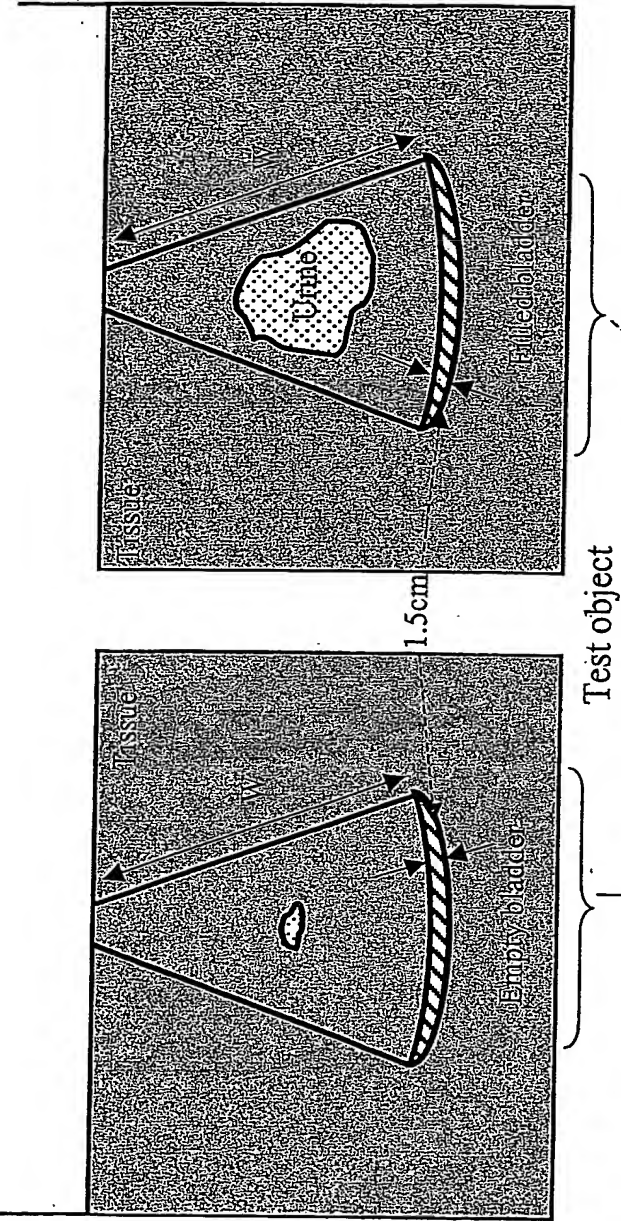 Tissue
W
Empty bladder
1.5cm
Tissue
W
Urine
Filled bladder
Test object